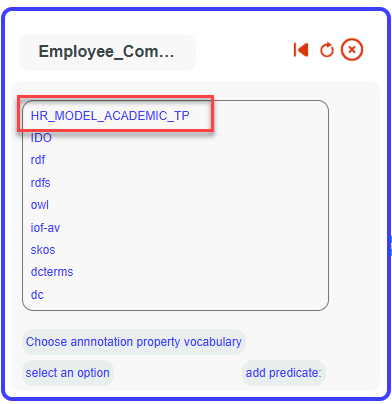 Employee_Com...
HR_MODEL_ACADEMIC_TP
IDO
rdf
rdfs
owl
iof-av
skos
dcterms
dc
Choose annnotation property vocabulary
select an option
add predicate: